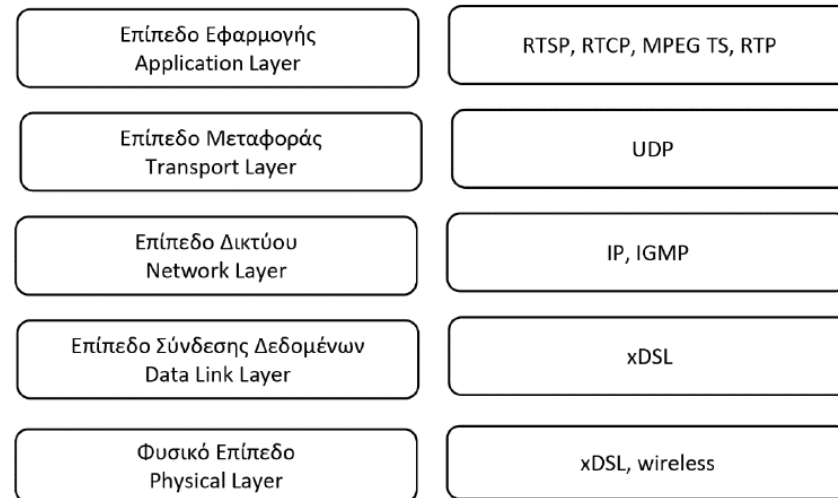 Επίπεδο Εφαρμογής
Application Layer
RTSP, RTCP, MPEG TS, RTP
Επίπεδο Μεταφοράς
Transport Layer
UDP
Επίπεδο Δικτύου
Network Layer
IP, IGMP
Επίπεδο Σύνδεσης Δεδομένων
Data Link Layer
xDSL
Φυσικό Επίπεδο
Physical Layer
xDSL, wireless